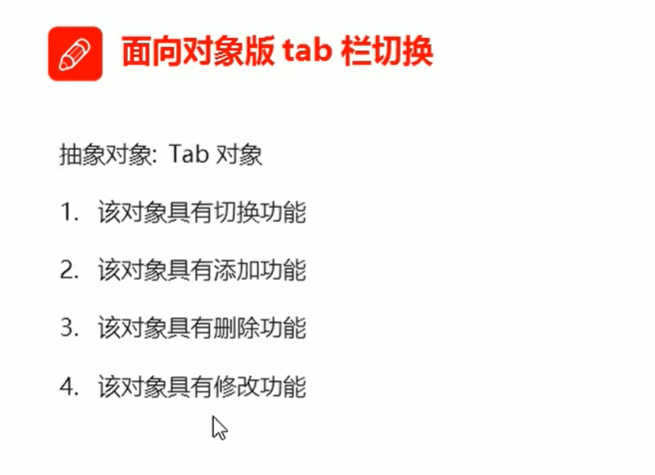 面向对象版 tab 栏切换
抽象对象: Tab 对象
1. 该对象具有切换功能
2. 该对象具有添加功能
3. 该对象具有删除功能
4. 该对象具有修改功能